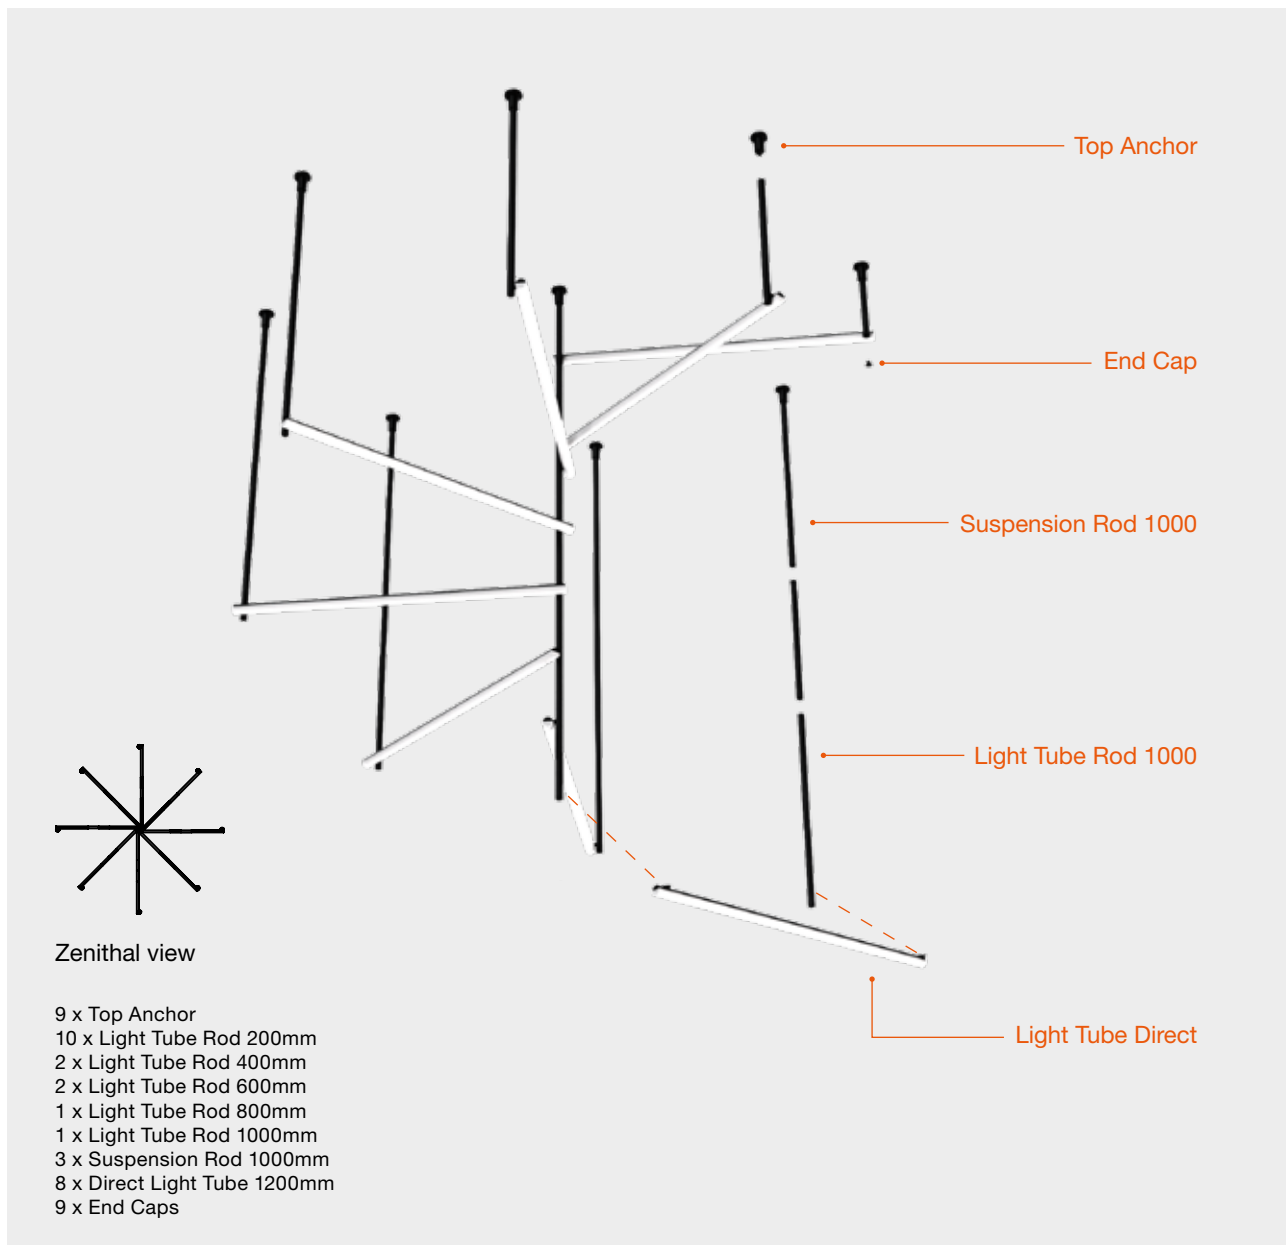 Top Anchor
End Cap
Suspension Rod 1000
Light Tube Rod 1000
Light Tube Direct
Zenithal view
9 x Top Anchor
10 x Light Tube Rod 200mm
2 x Light Tube Rod 400mm
2 x Light Tube Rod 600mm
1 x Light Tube Rod 800mm
1 x Light Tube Rod 1000mm
3 x Suspension Rod 1000mm
8 x Direct Light Tube 1200mm
9 x End Caps